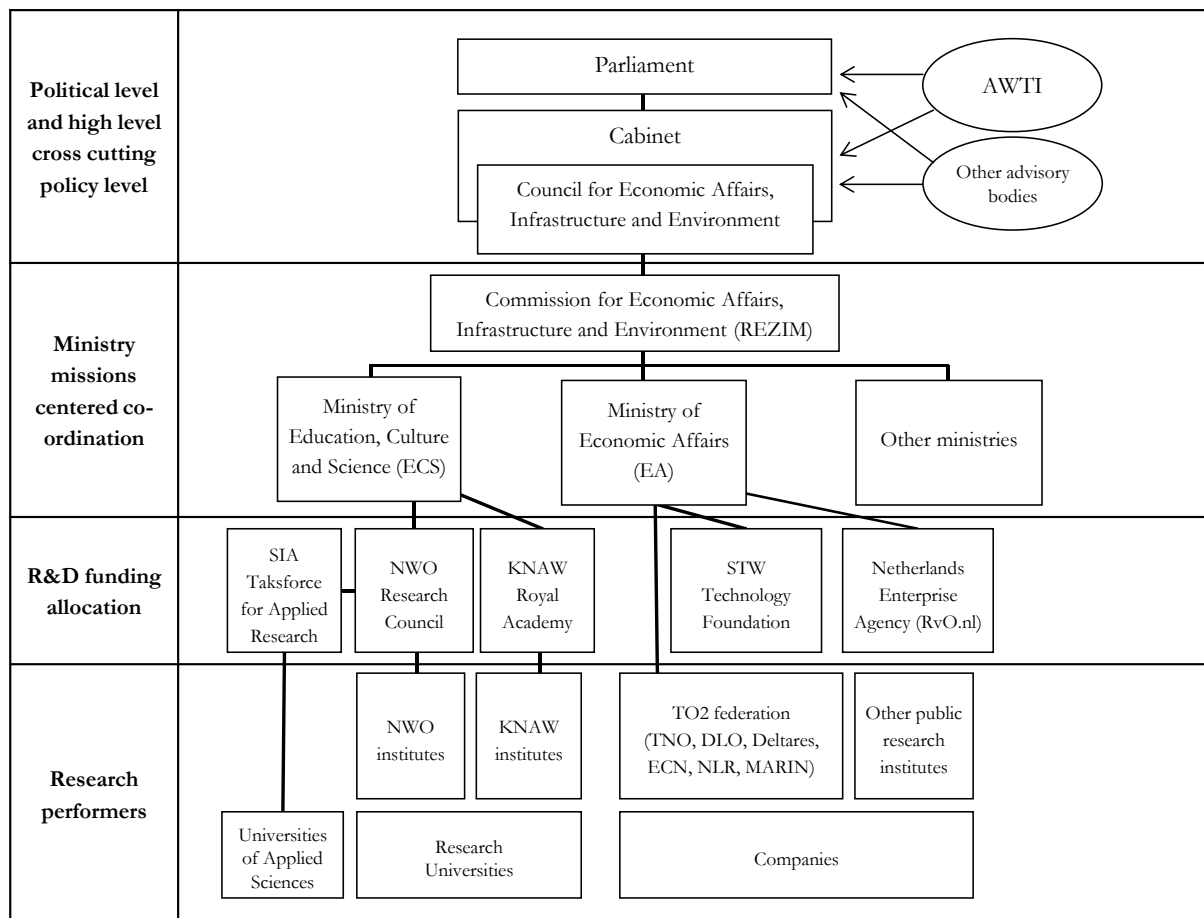 Political level
and high level
cross cutting
policy level
Parliament
AWTI
Cabinet
Other advisory
bodies
Council for Economic Affairs,
Infrastructure and Environment
Ministry
missions
centered co-
ordination
Commission for Economic Affairs,
Infrastructure and Environment (REZIM)
Ministry of
Education, Culture
and Science (ECS)
Ministry of
Economic Affairs
(EA)
Other ministries
R&D funding
allocation
SIA
Taksforce
for Applied
Research
NWO
Research
Council
KNAW
Royal
Academy
STW
Technology
Foundation
Netherlands
Enterprise
Agency (RvO.nl)
Research
performers
NWO
institutes
KNAW
institutes
TO2 federation
(TNO, DLO, Deltares,
ECN, NLR, MARIN)
Other public
research
institutes
Universities
of Applied
Sciences
Research
Universities
Companies